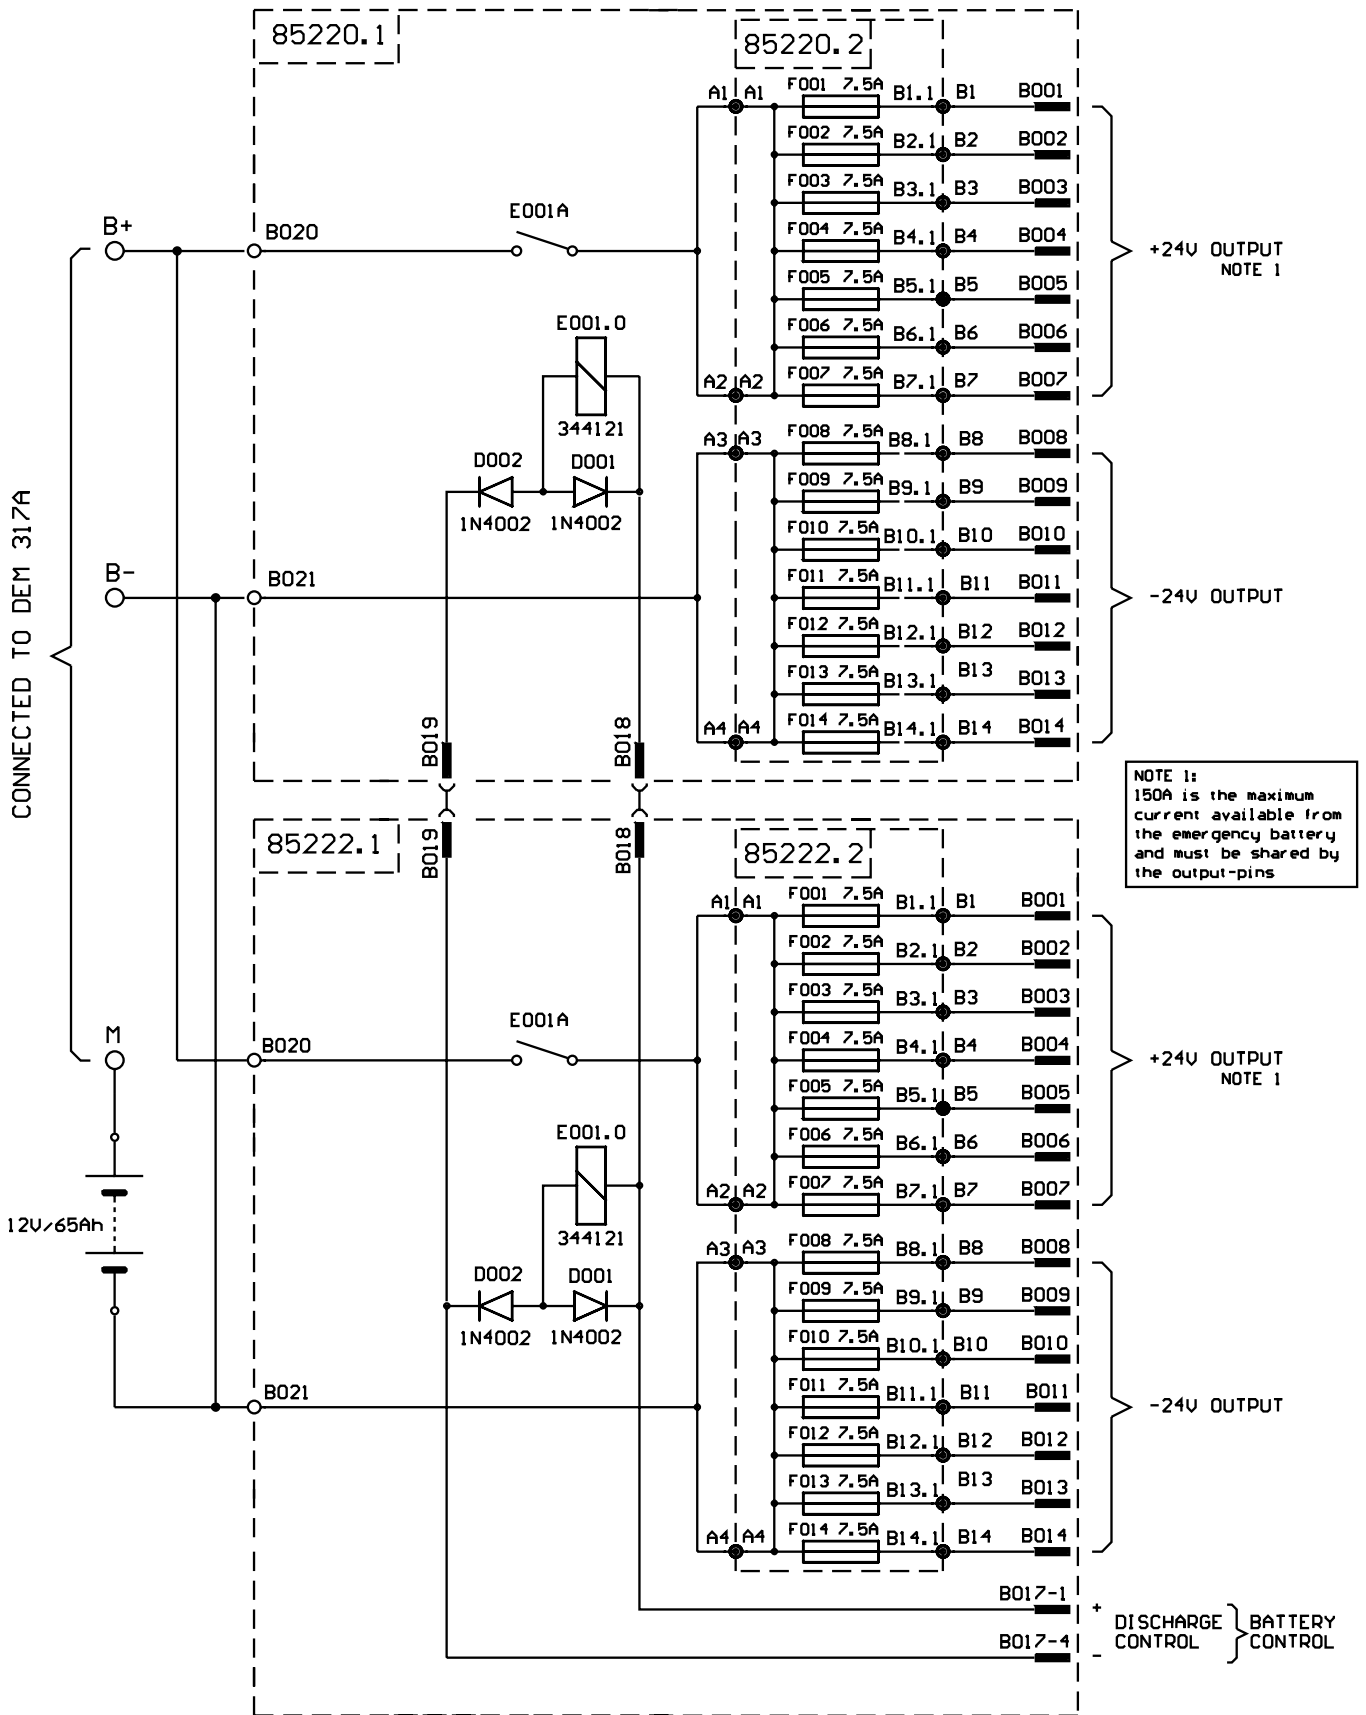 85220.1
85220.2
A1 A1 F001 7.5A B1.1 B1 B001
F002 7.5A B2.1 B2 B002
F003 7.5A B3.1 B3 B003
B+ B020 E001A F004 7.5A B4.1 B4 B004
+24V OUTPUT
NOTE 1
F005 7.5A B5.1 B5 B005
E001.0 F006 7.5A B6.1 B6 B006
A2 A2 F007 7.5A B7.1 B7 B007
344121
A3 A3 F008 7.5A B8.1 B8 B008
D002 D001 F009 7.5A B9.1 B9 B009
1N4002 1N4002
F010 7.5A B10.1 B10 B010
B- B021 F011 7.5A B11.1 B11 B011
-24V OUTPUT
F012 7.5A B12.1 B12 B012
F013 7.5A B13.1 B13 B013
A4 A4 F014 7.5A B14.1 B14 B014
B019 B018
CONNECTED TO DEM 317A
NOTE 1:
150A is the maximum
current available from
the emergency battery
and must be shared by
the output-pins
85222.1
B019 B018
85222.2
A1 A1 F001 7.5A B1.1 B1 B001
F002 7.5A B2.1 B2 B002
F003 7.5A B3.1 B3 B003
M B020 E001A F004 7.5A B4.1 B4 B004
+24V OUTPUT
NOTE 1
F005 7.5A B5.1 B5 B005
E001.0 F006 7.5A B6.1 B6 B006
A2 A2 F007 7.5A B7.1 B7 B007
12V/65Ah
344121
A3 A3 F008 7.5A B8.1 B8 B008
D002 D001 F009 7.5A B9.1 B9 B009
1N4002 1N4002
F010 7.5A B10.1 B10 B010
B021 F011 7.5A B11.1 B11 B011
-24V OUTPUT
F012 7.5A B12.1 B12 B012
F013 7.5A B13.1 B13 B013
A4 A4 F014 7.5A B14.1 B14 B014
B017-1 +
DISCHARGE
CONTROL
BATTERY
CONTROL
B017-4 -